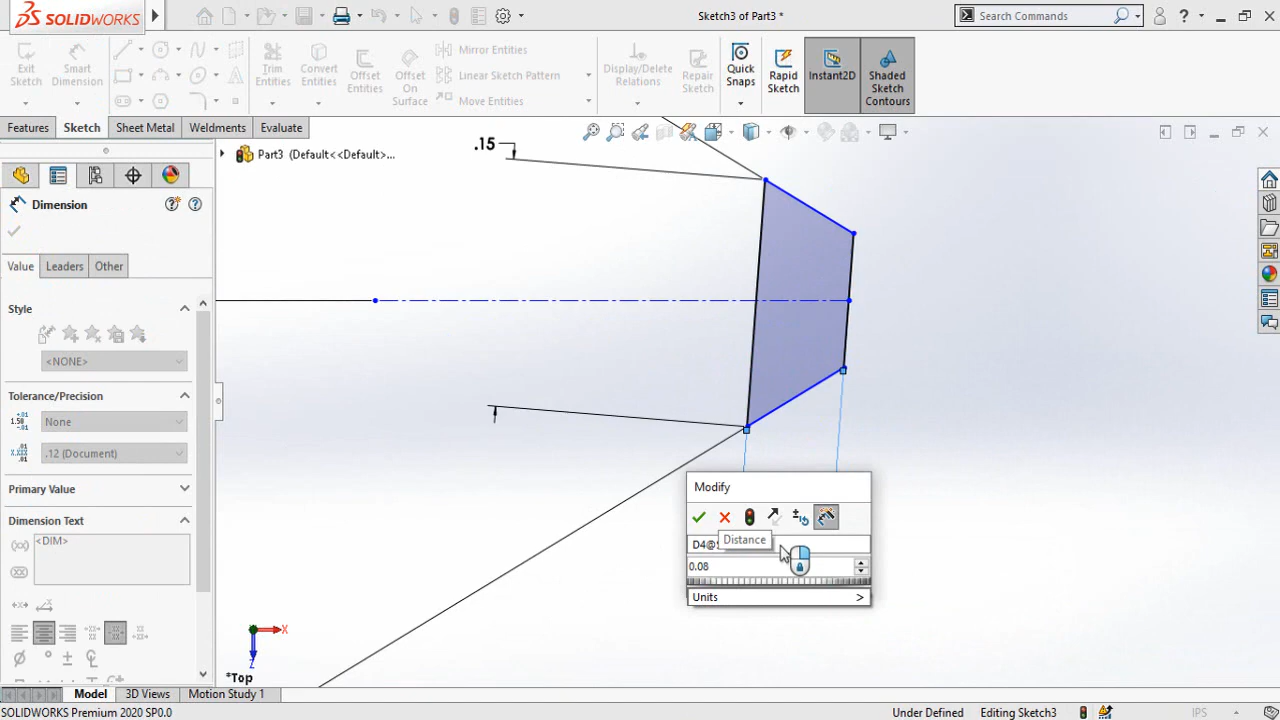 SOLIDWORKS
Sketch3 of Part3 *
Search Commands
Exit Sketch
Smart Dimension
Trim Entities
Convert Entities
Offset Entities
Offset On Surface
Mirror Entities
Linear Sketch Pattern
Move Entities
Display/Delete Relations
Repair Sketch
Quick Snaps
Rapid Sketch
Instant2D
Shaded Sketch Contours
Features
Sketch
Sheet Metal
Weldments
Evaluate
Part3 (Default<<Default>...
Dimension
Value
Leaders
Other
Style
<NONE>
Tolerance/Precision
None
.12 (Document)
Primary Value
Dimension Text
<DIM>
.15
Modify
Distance
D4@
0.08
Units
>
X
Z
*Top
Model
3D Views
Motion Study 1
SOLIDWORKS Premium 2020 SP0.0
Under Defined
Editing Sketch3
IPS